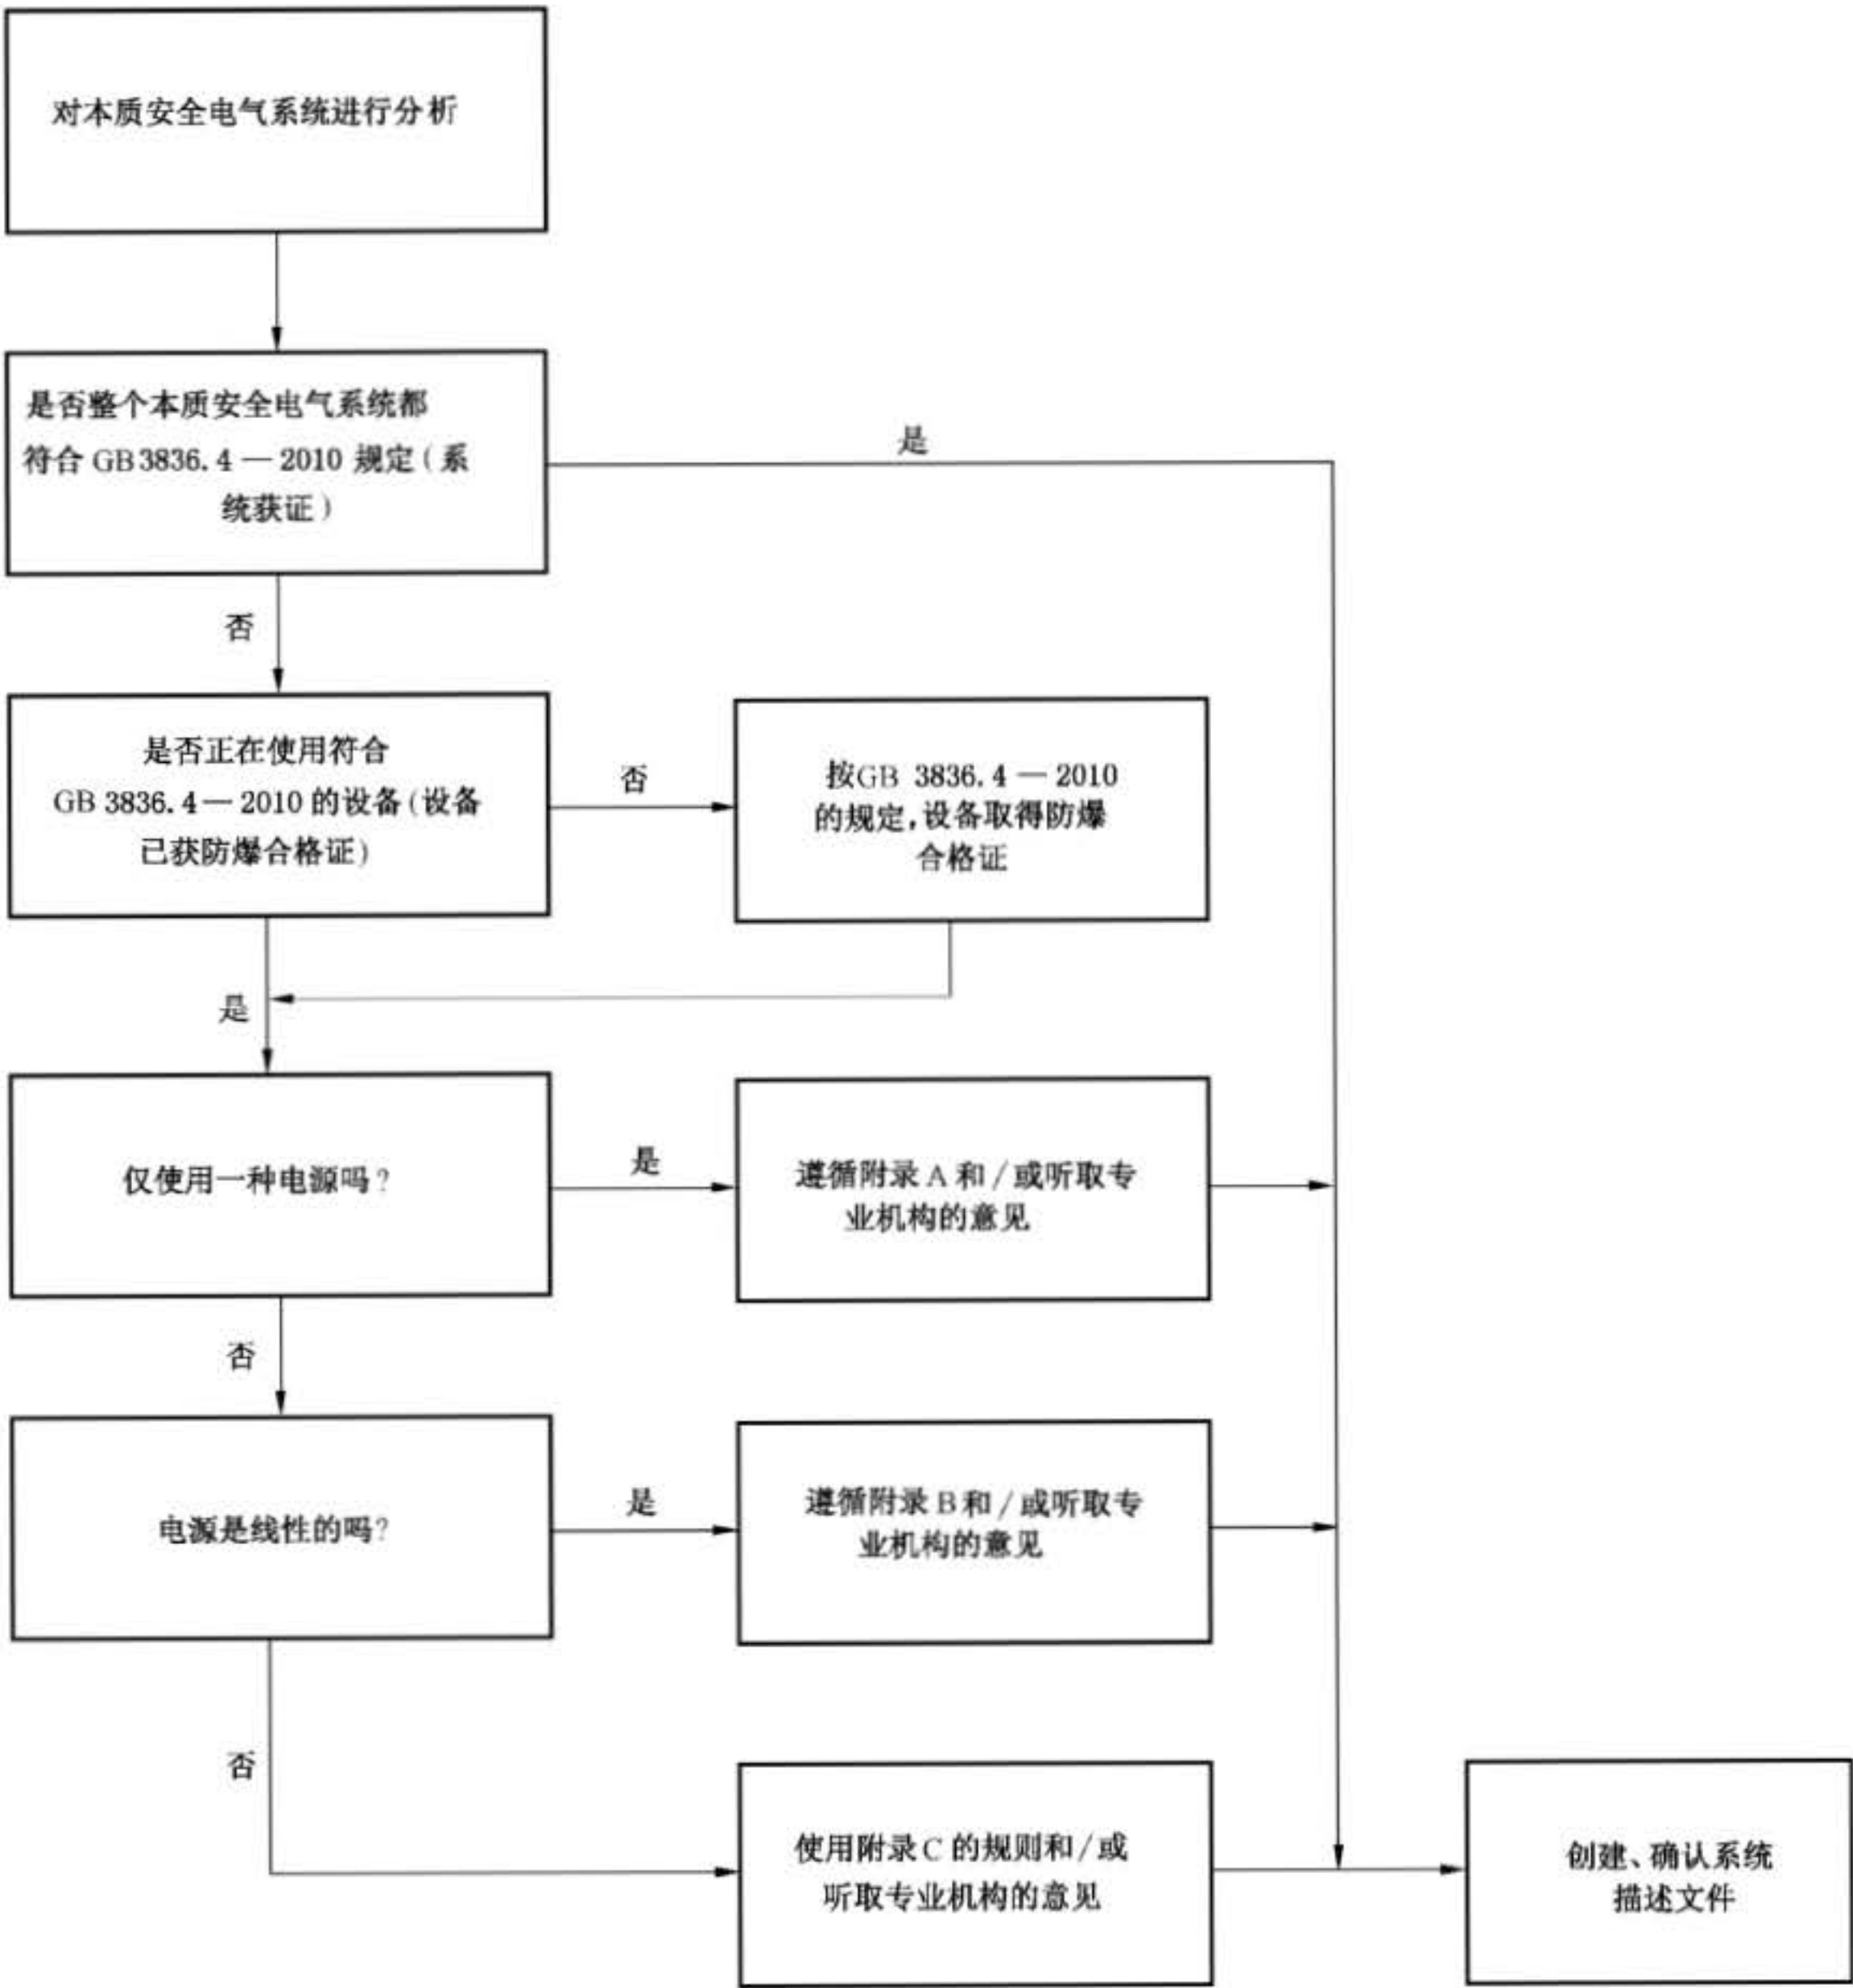 对本质安全电气系统进行分析
是否整个本质安全电气系统都
符合 GB 3836.4 — 2010 规定(系
统获证)
是
否
是否正在使用符合
GB 3836.4 — 2010 的设备(设备
已获防爆合格证)
否
按GB 3836.4 — 2010
的规定,设备取得防爆
合格证
是
仅使用一种电源吗?
是
遵循附录 A 和/或听取专
业机构的意见
否
电源是线性的吗?
是
遵循附录 B 和/或听取专
业机构的意见
否
使用附录 C 的规则和/或
听取专业机构的意见
创建、确认系统
描述文件